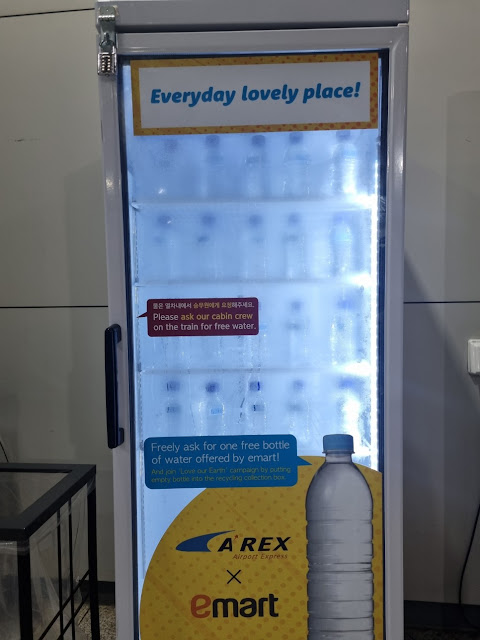 Everyday lovely place!
물은 열차내에서 승무원에게 요청해주세요.
Please ask our cabin crew
on the train for free water.
Freely ask for one free bottle
of water offered by emart!
And join "Love our Earth" campaign by putting
empty bottle into the recycling collection box.
A'REX
Airport Express
×
emart